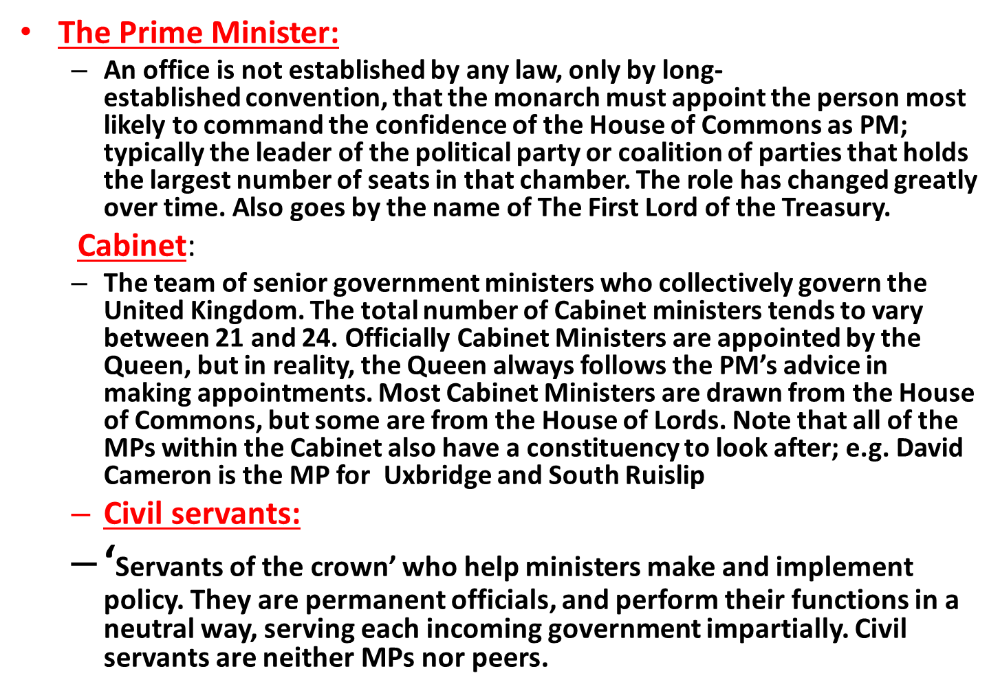 • The Prime Minister:
– An office is not established by any law, only by long-
established convention, that the monarch must appoint the person most
likely to command the confidence of the House of Commons as PM;
typically the leader of the political party or coalition of parties that holds
the largest number of seats in that chamber. The role has changed greatly
over time. Also goes by the name of The First Lord of the Treasury.
Cabinet:
– The team of senior government ministers who collectively govern the
United Kingdom. The total number of Cabinet ministers tends to vary
between 21 and 24. Officially Cabinet Ministers are appointed by the
Queen, but in reality, the Queen always follows the PM’s advice in
making appointments. Most Cabinet Ministers are drawn from the House
of Commons, but some are from the House of Lords. Note that all of the
MPs within the Cabinet also have a constituency to look after; e.g. David
Cameron is the MP for  Uxbridge and South Ruislip
– Civil servants:
– ‘Servants of the crown’ who help ministers make and implement
policy. They are permanent officials, and perform their functions in a
neutral way, serving each incoming government impartially. Civil
servants are neither MPs nor peers.